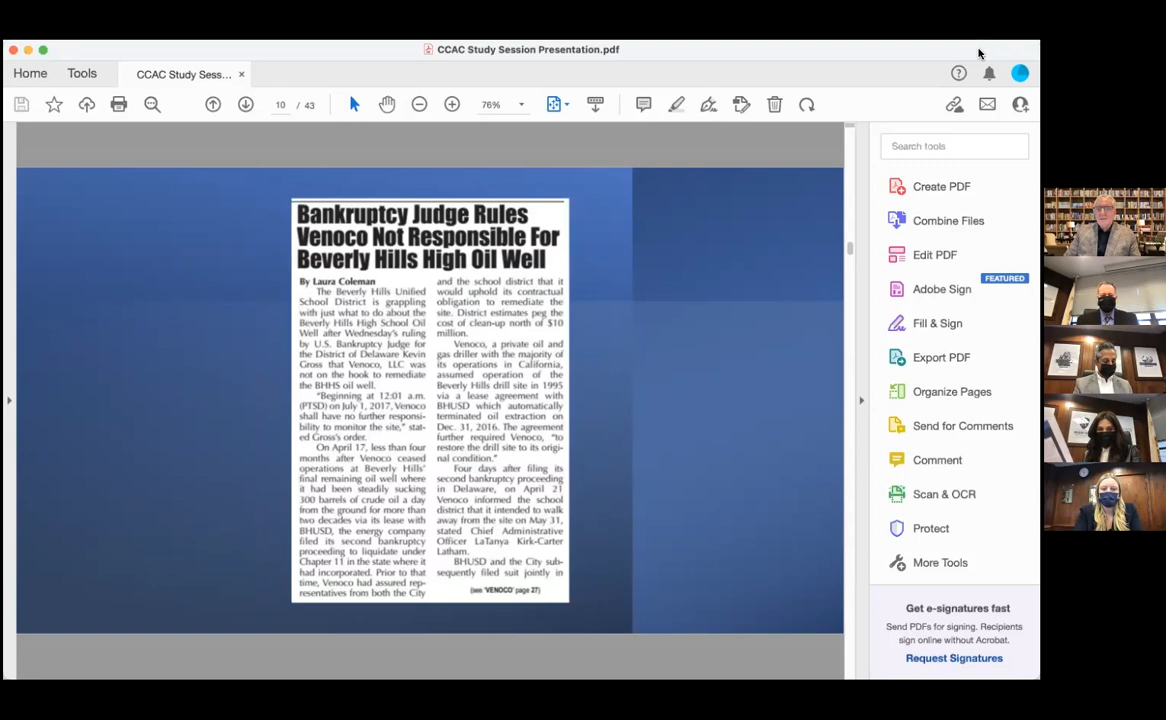 CCAC Study Session Presentation.pdf
Home
Tools
CCAC Study Sess...
10 / 43
76%
Bankruptcy Judge Rules
Venoco Not Responsible For
Beverly Hills High Oil Well
By Laura Coleman
The Beverly Hills Unified
School District is grappling
with just what to do about the
Beverly Hills High School Oil
Well after Wednesday's ruling
by U.S. Bankruptcy Judge for
the District of Delaware Kevin
Gross that Venoco, LLC was
not on the hook to remediate
the BHHS oil well.
"Beginning at 12:01 a.m.
(PTSD) on July 1, 2017, Venoco
shall have no further responsi-
bility to monitor the site," stat-
ed Gross's order.
On April 17, less than four
months after Venoco ceased
operations at Beverly Hills'
final remaining oil well where
it had been steadily sucking
300 barrels of crude oil a day
from the ground for more than
two decades via its lease with
BHUSD, the energy company
filed its second bankruptcy
proceeding to liquidate under
Chapter 11 in the state where it
had incorporated. Prior to that
time, Venoco had assured rep-
resentatives from both the City
and the school district that it
would uphold its contractual
obligation to remediate the
site. District estimates peg the
cost of clean-up north of $10
million.
Venoco, a private oil and
gas driller with the majority of
its operations in California,
assumed operation of the
Beverly Hills drill site in 1995
via a lease agreement with
BHUSD which automatically
terminated oil extraction on
Dec. 31, 2016. The agreement
further required Venoco, "to
restore the drill site to its origi-
nal condition."
Four days after filing its
second bankruptcy proceeding
in Delaware, on April 21
Venoco informed the school
district that it intended to walk
away from the site on May 31,
stated Chief Administrative
Officer LaTanya Kirk-Carter
Latham.
BHUSD and the City sub-
sequently filed suit jointly in
(see 'VENOCO' page 27)
Search tools
Create PDF
Combine Files
Edit PDF
FEATURED
Adobe Sign
Fill & Sign
Export PDF
Organize Pages
Send for Comments
Comment
Scan & OCR
Protect
More Tools
Get e-signatures fast
Send PDFs for signing. Recipients
sign online without Acrobat.
Request Signatures